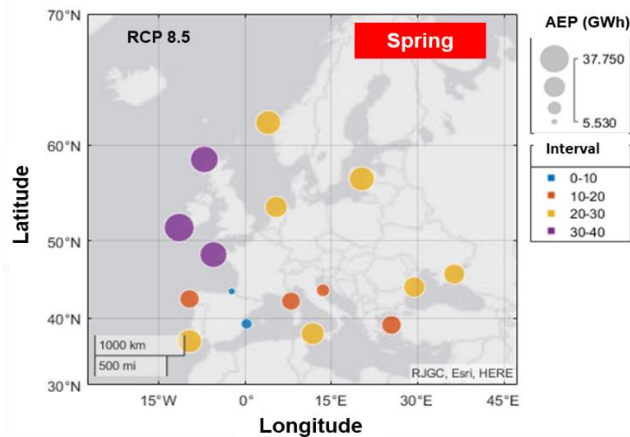 70°N
RCP 8.5
Spring
AEP (GWh)
37.750
5.530
60°N
Interval
0-10
10-20
20-30
30-40
Latitude
50°N
40°N
1000 km
500 mi
RJGC, Esri, HERE
30°N
15°W 0° 15°E 30°E 45°E
Longitude